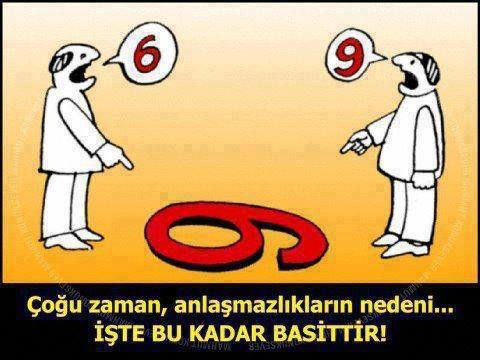 6
9
Çoğu zaman, anlaşmazlıkların nedeni...
İŞTE BU KADAR BASİTTİR!